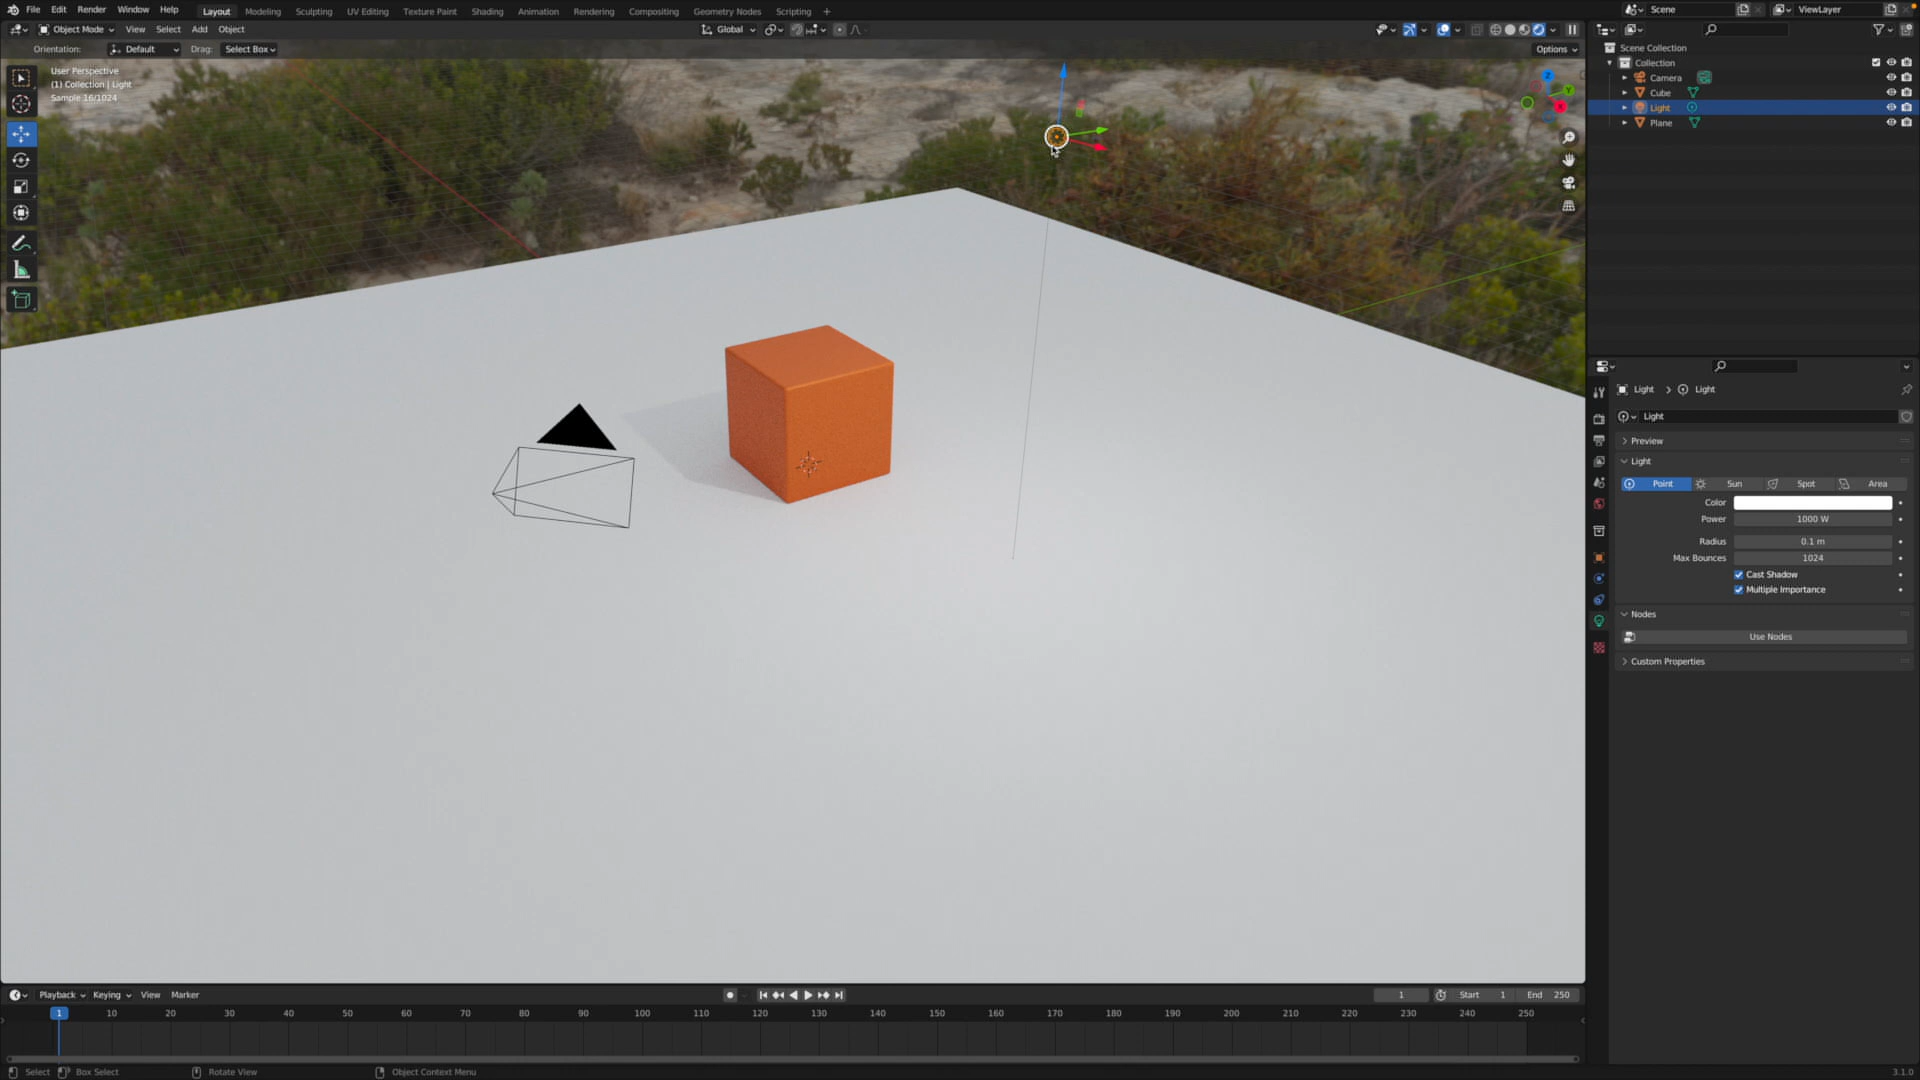 File Edit Render Window Help Layout Modeling Sculpting UV Editing Texture Paint Shading Animation Rendering Compositing Geometry Nodes Scripting + Scene ViewLayer
Object Mode View Select Add Object Global
Orientation: Default Drag: Select Box Options
User Perspective
(1) Collection | Light
Sample 16/1024
Z
Y
X
Scene Collection
Collection
Camera
Cube
Light
Plane
Light > Light
Light
Preview
Light
Point Sun Spot Area
Color
Power 1000 W
Radius 0.1 m
Max Bounces 1024
Cast Shadow
Multiple Importance
Nodes
Use Nodes
Custom Properties
Playback Keying View Marker 1 Start 1 End 250
1 10 20 30 40 50 60 70 80 90 100 110 120 130 140 150 160 170 180 190 200 210 220 230 240 250
Select Box Select Rotate View Object Context Menu 3.1.0